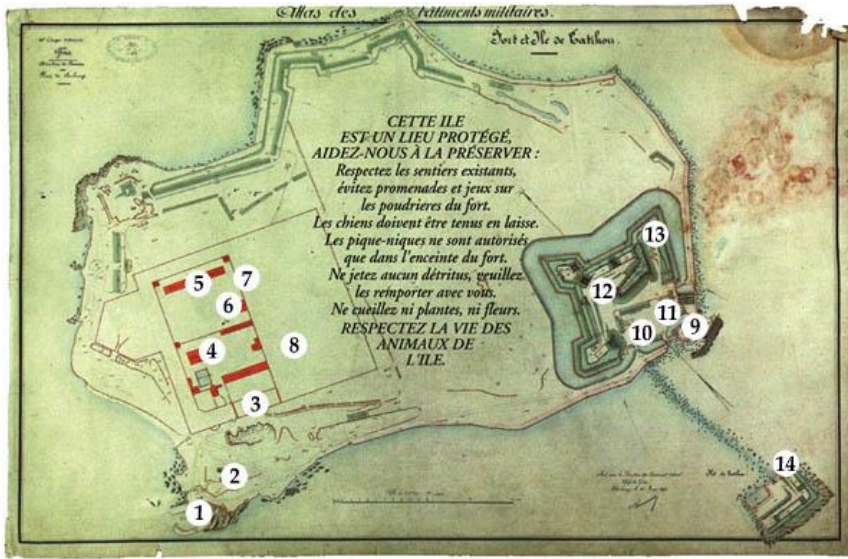 Atlas des bâtiments militaires.
Fort et Ile de Tatihou.
CETTE ILE
EST UN LIEU PROTÉGÉ,
AIDEZ-NOUS À LA PRÉSERVER :
Respectez les sentiers existants,
évitez promenades et jeux sur
les poudrieres du fort.
Les chiens doivent être tenus en laisse.
Les pique-niques ne sont autorisés
que dans l'enceinte du fort.
Ne jetez aucun détritus, veuillez
les remporter avec vous.
Ne cueillez ni plantes, ni fleurs.
RESPECTEZ LA VIE DES
ANIMAUX DE
L'ILE.
13
5
7
12
6
11
9
10
8
4
3
2
14
1